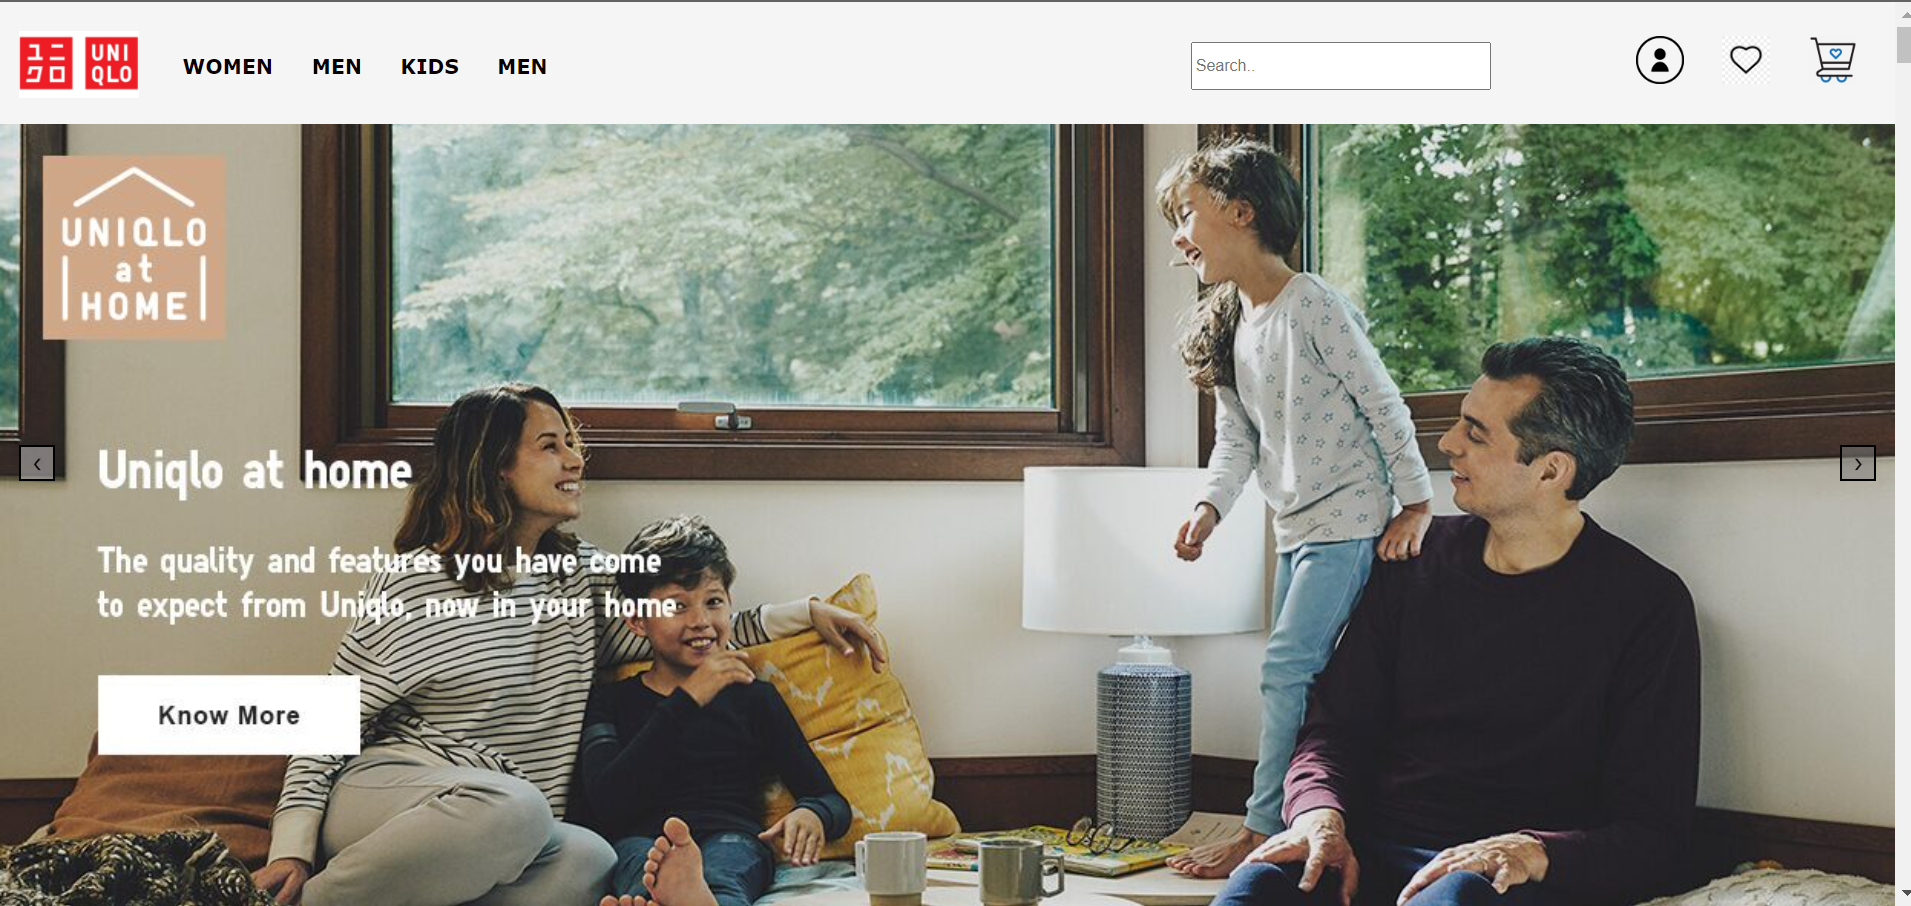 ユニ
クロ
UNI
QLO
WOMEN
MEN
KIDS
MEN
Search..
UNIQLO
at
HOME
Uniqlo at home
The quality and features you have come
to expect from Uniqlo, now in your home
Know More